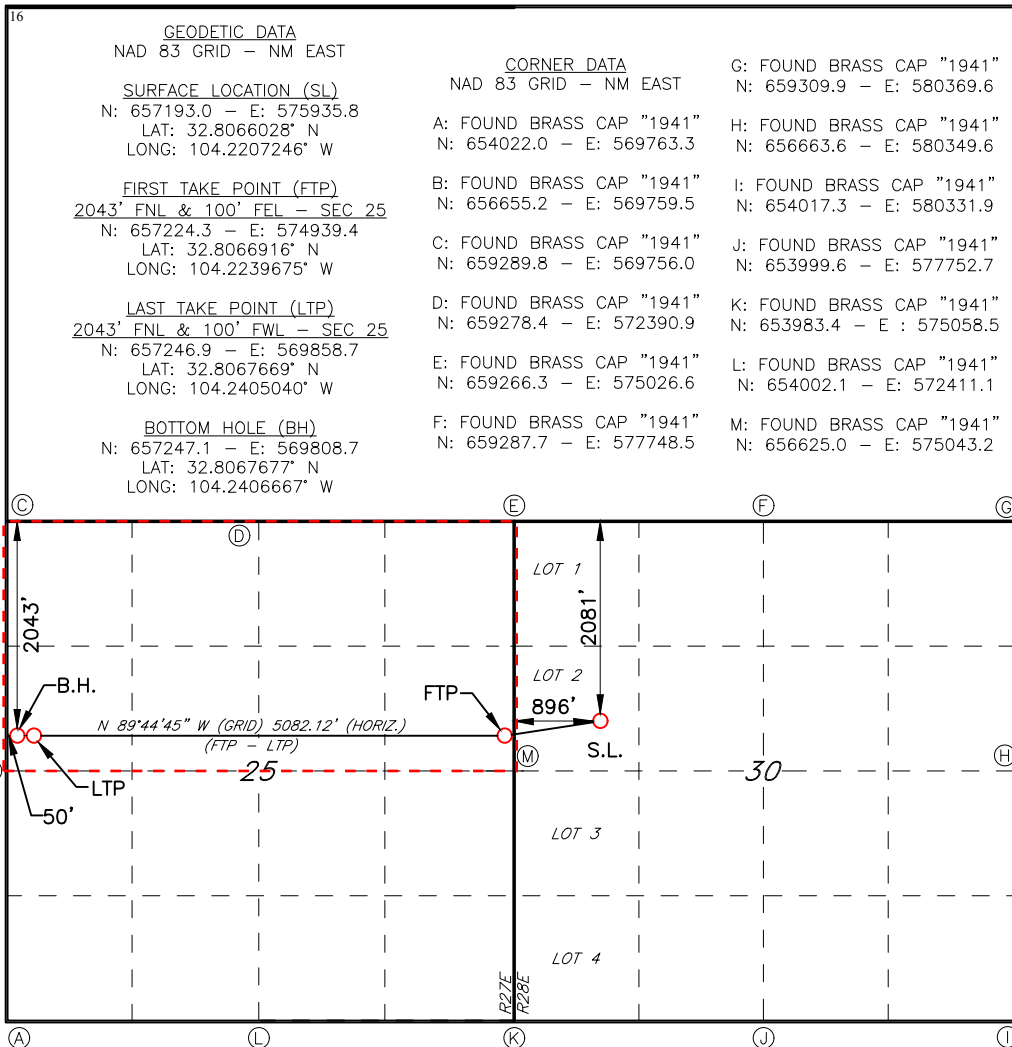 16
GEODETIC DATA
NAD 83 GRID – NM EAST
SURFACE LOCATION (SL)
N: 657193.0 – E: 575935.8
LAT: 32.8066028° N
LONG: 104.2207246° W
FIRST TAKE POINT (FTP)
2043' FNL & 100' FEL – SEC 25
N: 657224.3 – E: 574939.4
LAT: 32.8066916° N
LONG: 104.2239675° W
LAST TAKE POINT (LTP)
2043' FNL & 100' FWL – SEC 25
N: 657246.9 – E: 569858.7
LAT: 32.8067669° N
LONG: 104.2405040° W
BOTTOM HOLE (BH)
N: 657247.1 – E: 569808.7
LAT: 32.8067677° N
LONG: 104.2406667° W
CORNER DATA
NAD 83 GRID – NM EAST
A: FOUND BRASS CAP "1941"
N: 654022.0 – E: 569763.3
B: FOUND BRASS CAP "1941"
N: 656655.2 – E: 569759.5
C: FOUND BRASS CAP "1941"
N: 659289.8 – E: 569756.0
D: FOUND BRASS CAP "1941"
N: 659278.4 – E: 572390.9
E: FOUND BRASS CAP "1941"
N: 659266.3 – E: 575026.6
F: FOUND BRASS CAP "1941"
N: 659287.7 – E: 577748.5
G: FOUND BRASS CAP "1941"
N: 659309.9 – E: 580369.6
H: FOUND BRASS CAP "1941"
N: 656663.6 – E: 580349.6
I: FOUND BRASS CAP "1941"
N: 654017.3 – E: 580331.9
J: FOUND BRASS CAP "1941"
N: 653999.6 – E: 577752.7
K: FOUND BRASS CAP "1941"
N: 653983.4 – E : 575058.5
L: FOUND BRASS CAP "1941"
N: 654002.1 – E: 572411.1
M: FOUND BRASS CAP "1941"
N: 656625.0 – E: 575043.2
C
E
F
G
D
LOT 1
2043'
2081'
LOT 2
B.H.
FTP
896'
N 89°44'45" W (GRID) 5082.12' (HORIZ.)
(FTP – LTP)
S.L.
M
H
25
30
LTP
50'
LOT 3
LOT 4
R27E
R28E
A
L
K
J
I